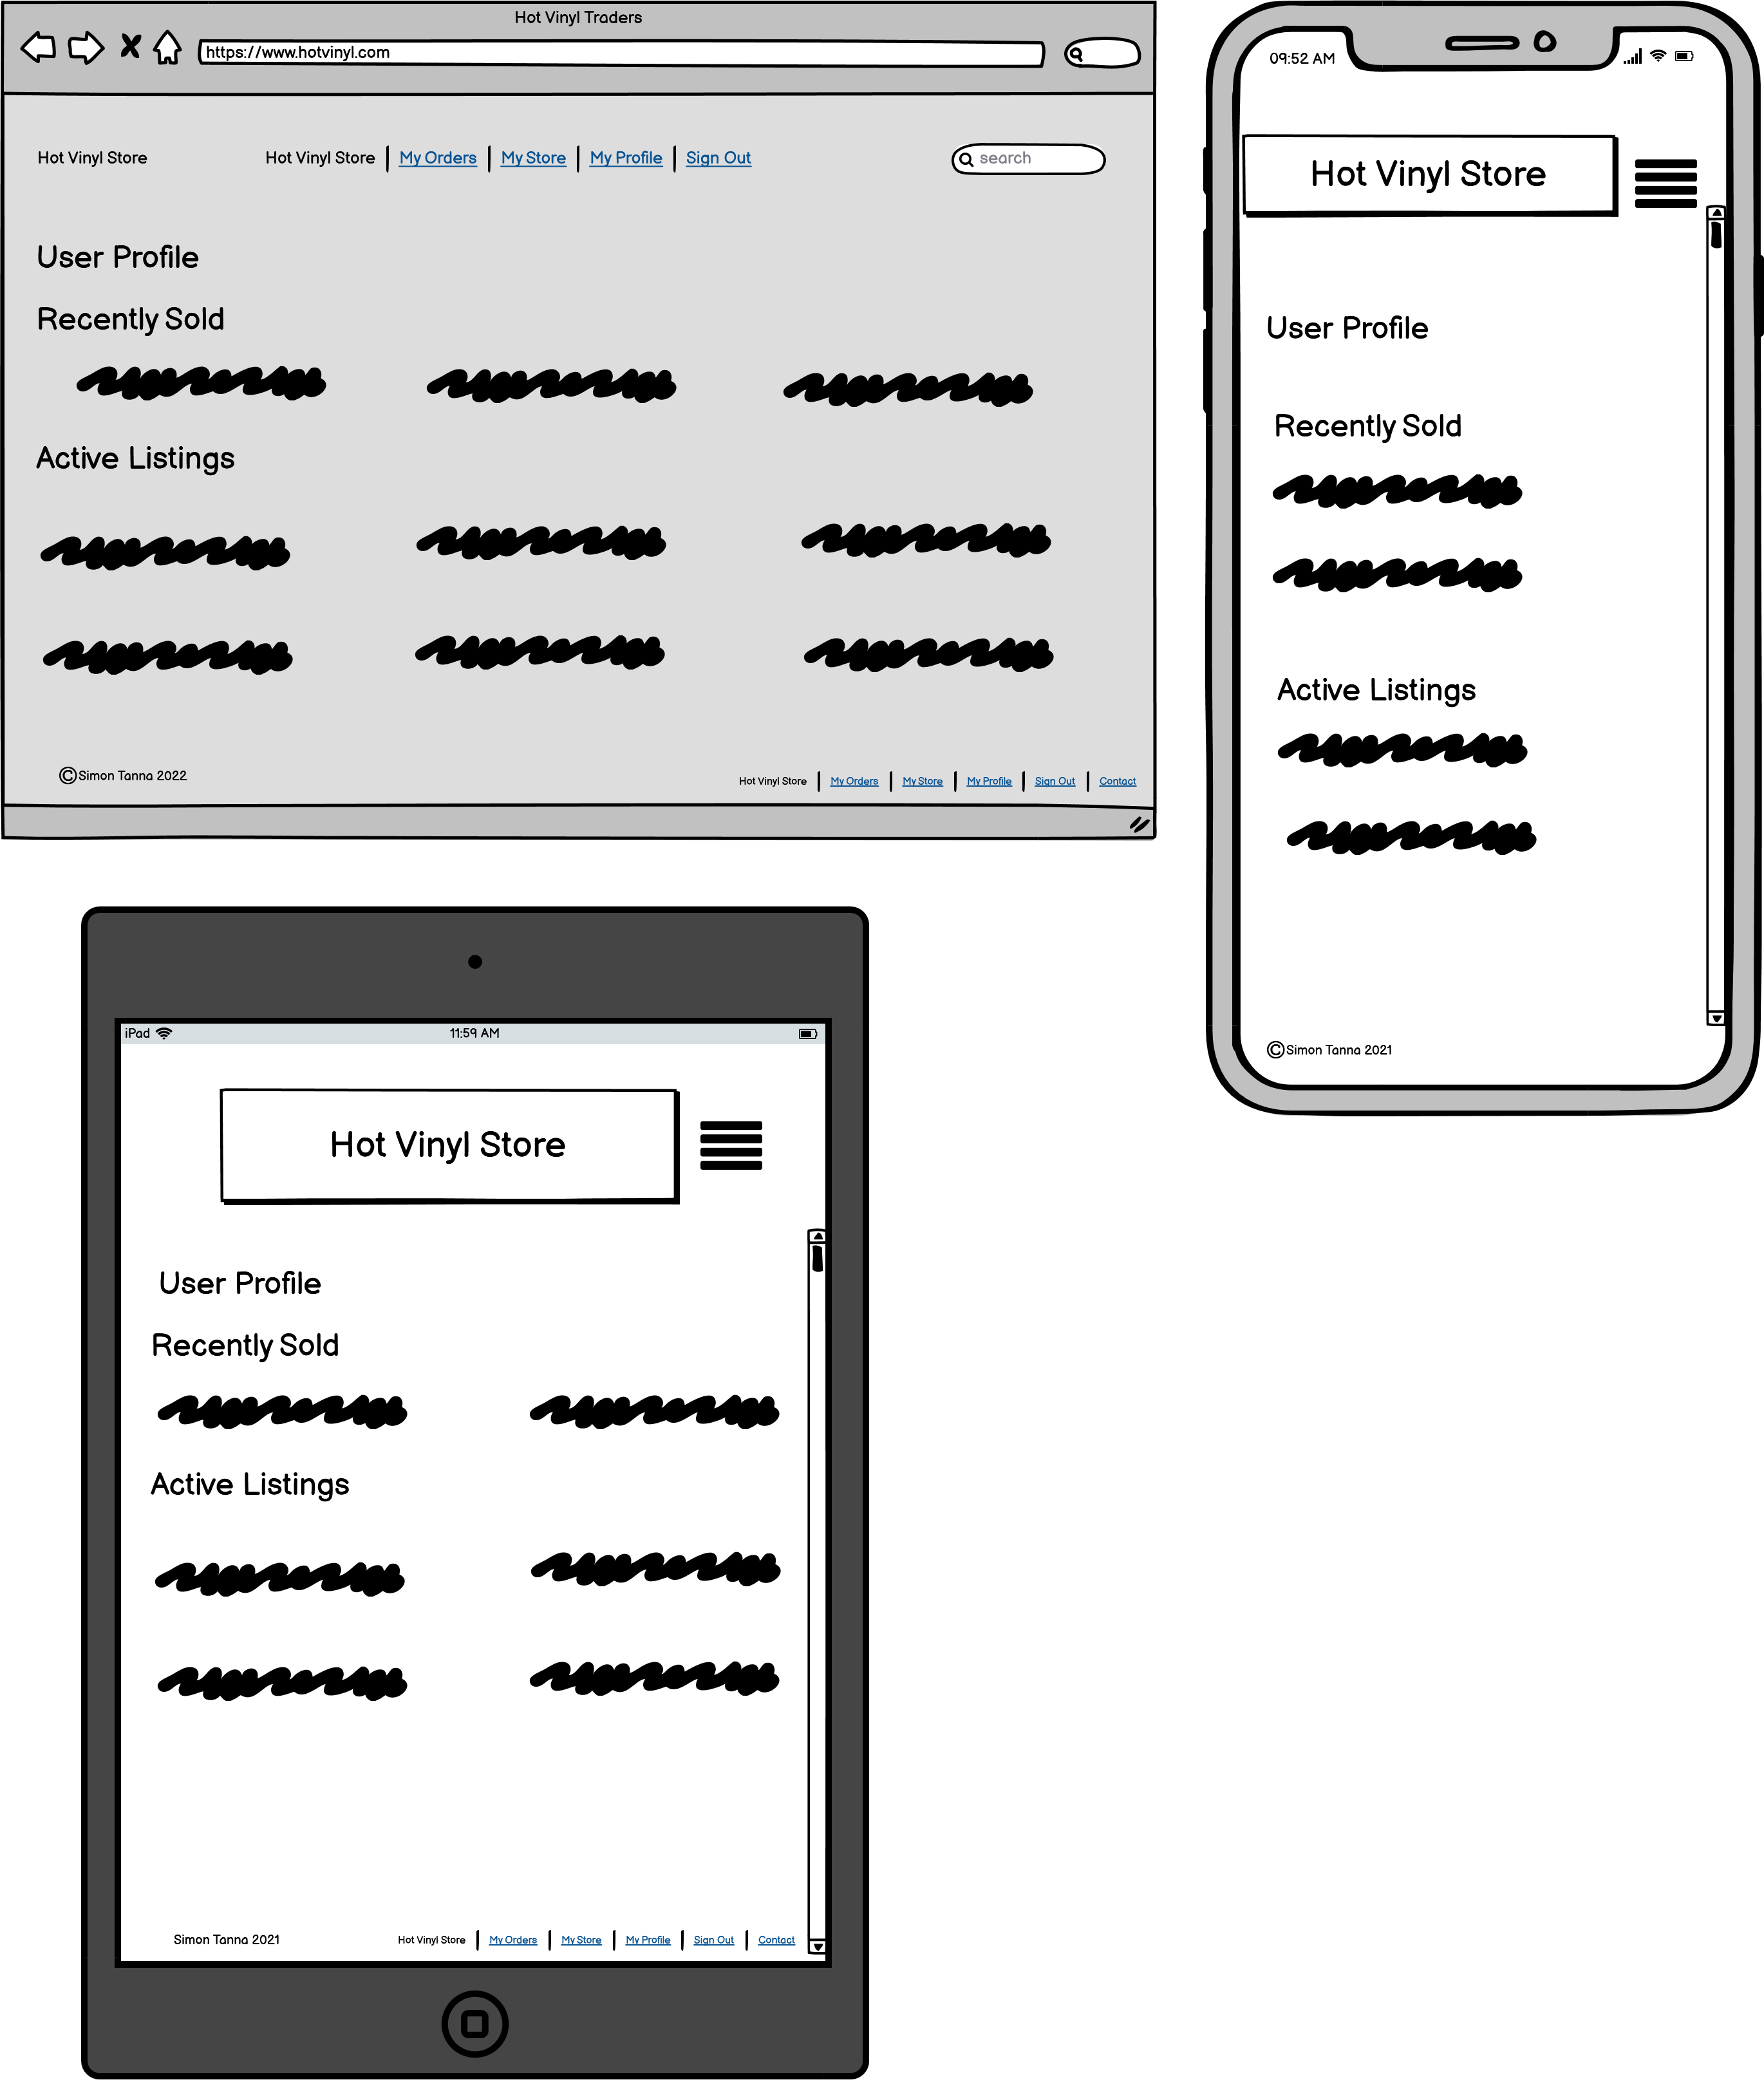 Hot Vinyl Traders
https://www.hotvinyl.com
Hot Vinyl Store
Hot Vinyl Store My Orders My Store My Profile Sign Out
search
User Profile
Recently Sold
Active Listings
©Simon Tanna 2022
Hot Vinyl Store My Orders My Store My Profile Sign Out Contact
09:52 AM
Hot Vinyl Store
User Profile
Recently Sold
Active Listings
©Simon Tanna 2021
iPad 11:59 AM
Hot Vinyl Store
User Profile
Recently Sold
Active Listings
Simon Tanna 2021
Hot Vinyl Store My Orders My Store My Profile Sign Out Contact